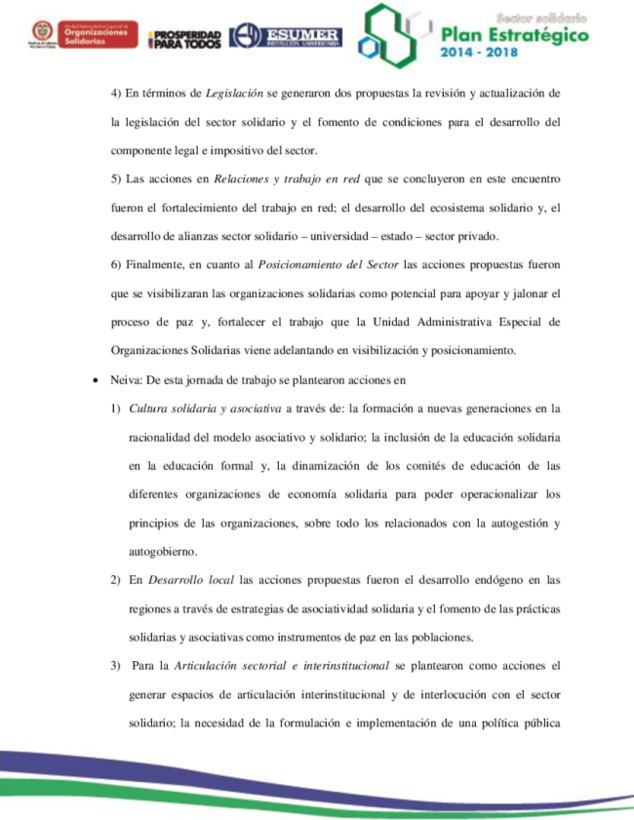 Unidad Administrativa Especial de
Organizaciones
Solidarias
PROSPERIDAD
PARA TODOS
ESUMER
INSTITUCIÓN UNIVERSITARIA
Sector solidario
Plan Estratégico
2014 - 2018
4) En términos de Legislación se generaron dos propuestas la revisión y actualización de
la legislación del sector solidario y el fomento de condiciones para el desarrollo del
componente legal e impositivo del sector.
5) Las acciones en Relaciones y trabajo en red que se concluyeron en este encuentro
fueron el fortalecimiento del trabajo en red; el desarrollo del ecosistema solidario y, el
desarrollo de alianzas sector solidario – universidad – estado – sector privado.
6) Finalmente, en cuanto al Posicionamiento del Sector las acciones propuestas fueron
que se visibilizaran las organizaciones solidarias como potencial para apoyar y jalonar el
proceso de paz y, fortalecer el trabajo que la Unidad Administrativa Especial de
Organizaciones Solidarias viene adelantando en visibilización y posicionamiento.
• Neiva: De esta jornada de trabajo se plantearon acciones en
1) Cultura solidaria y asociativa a través de: la formación a nuevas generaciones en la
racionalidad del modelo asociativo y solidario; la inclusión de la educación solidaria
en la educación formal y, la dinamización de los comités de educación de las
diferentes organizaciones de economía solidaria para poder operacionalizar los
principios de las organizaciones, sobre todo los relacionados con la autogestión y
autogobierno.
2) En Desarrollo local las acciones propuestas fueron el desarrollo endógeno en las
regiones a través de estrategias de asociatividad solidaria y el fomento de las prácticas
solidarias y asociativas como instrumentos de paz en las poblaciones.
3) Para la Articulación sectorial e interinstitucional se plantearon como acciones el
generar espacios de articulación interinstitucional y de interlocución con el sector
solidario; la necesidad de la formulación e implementación de una política pública